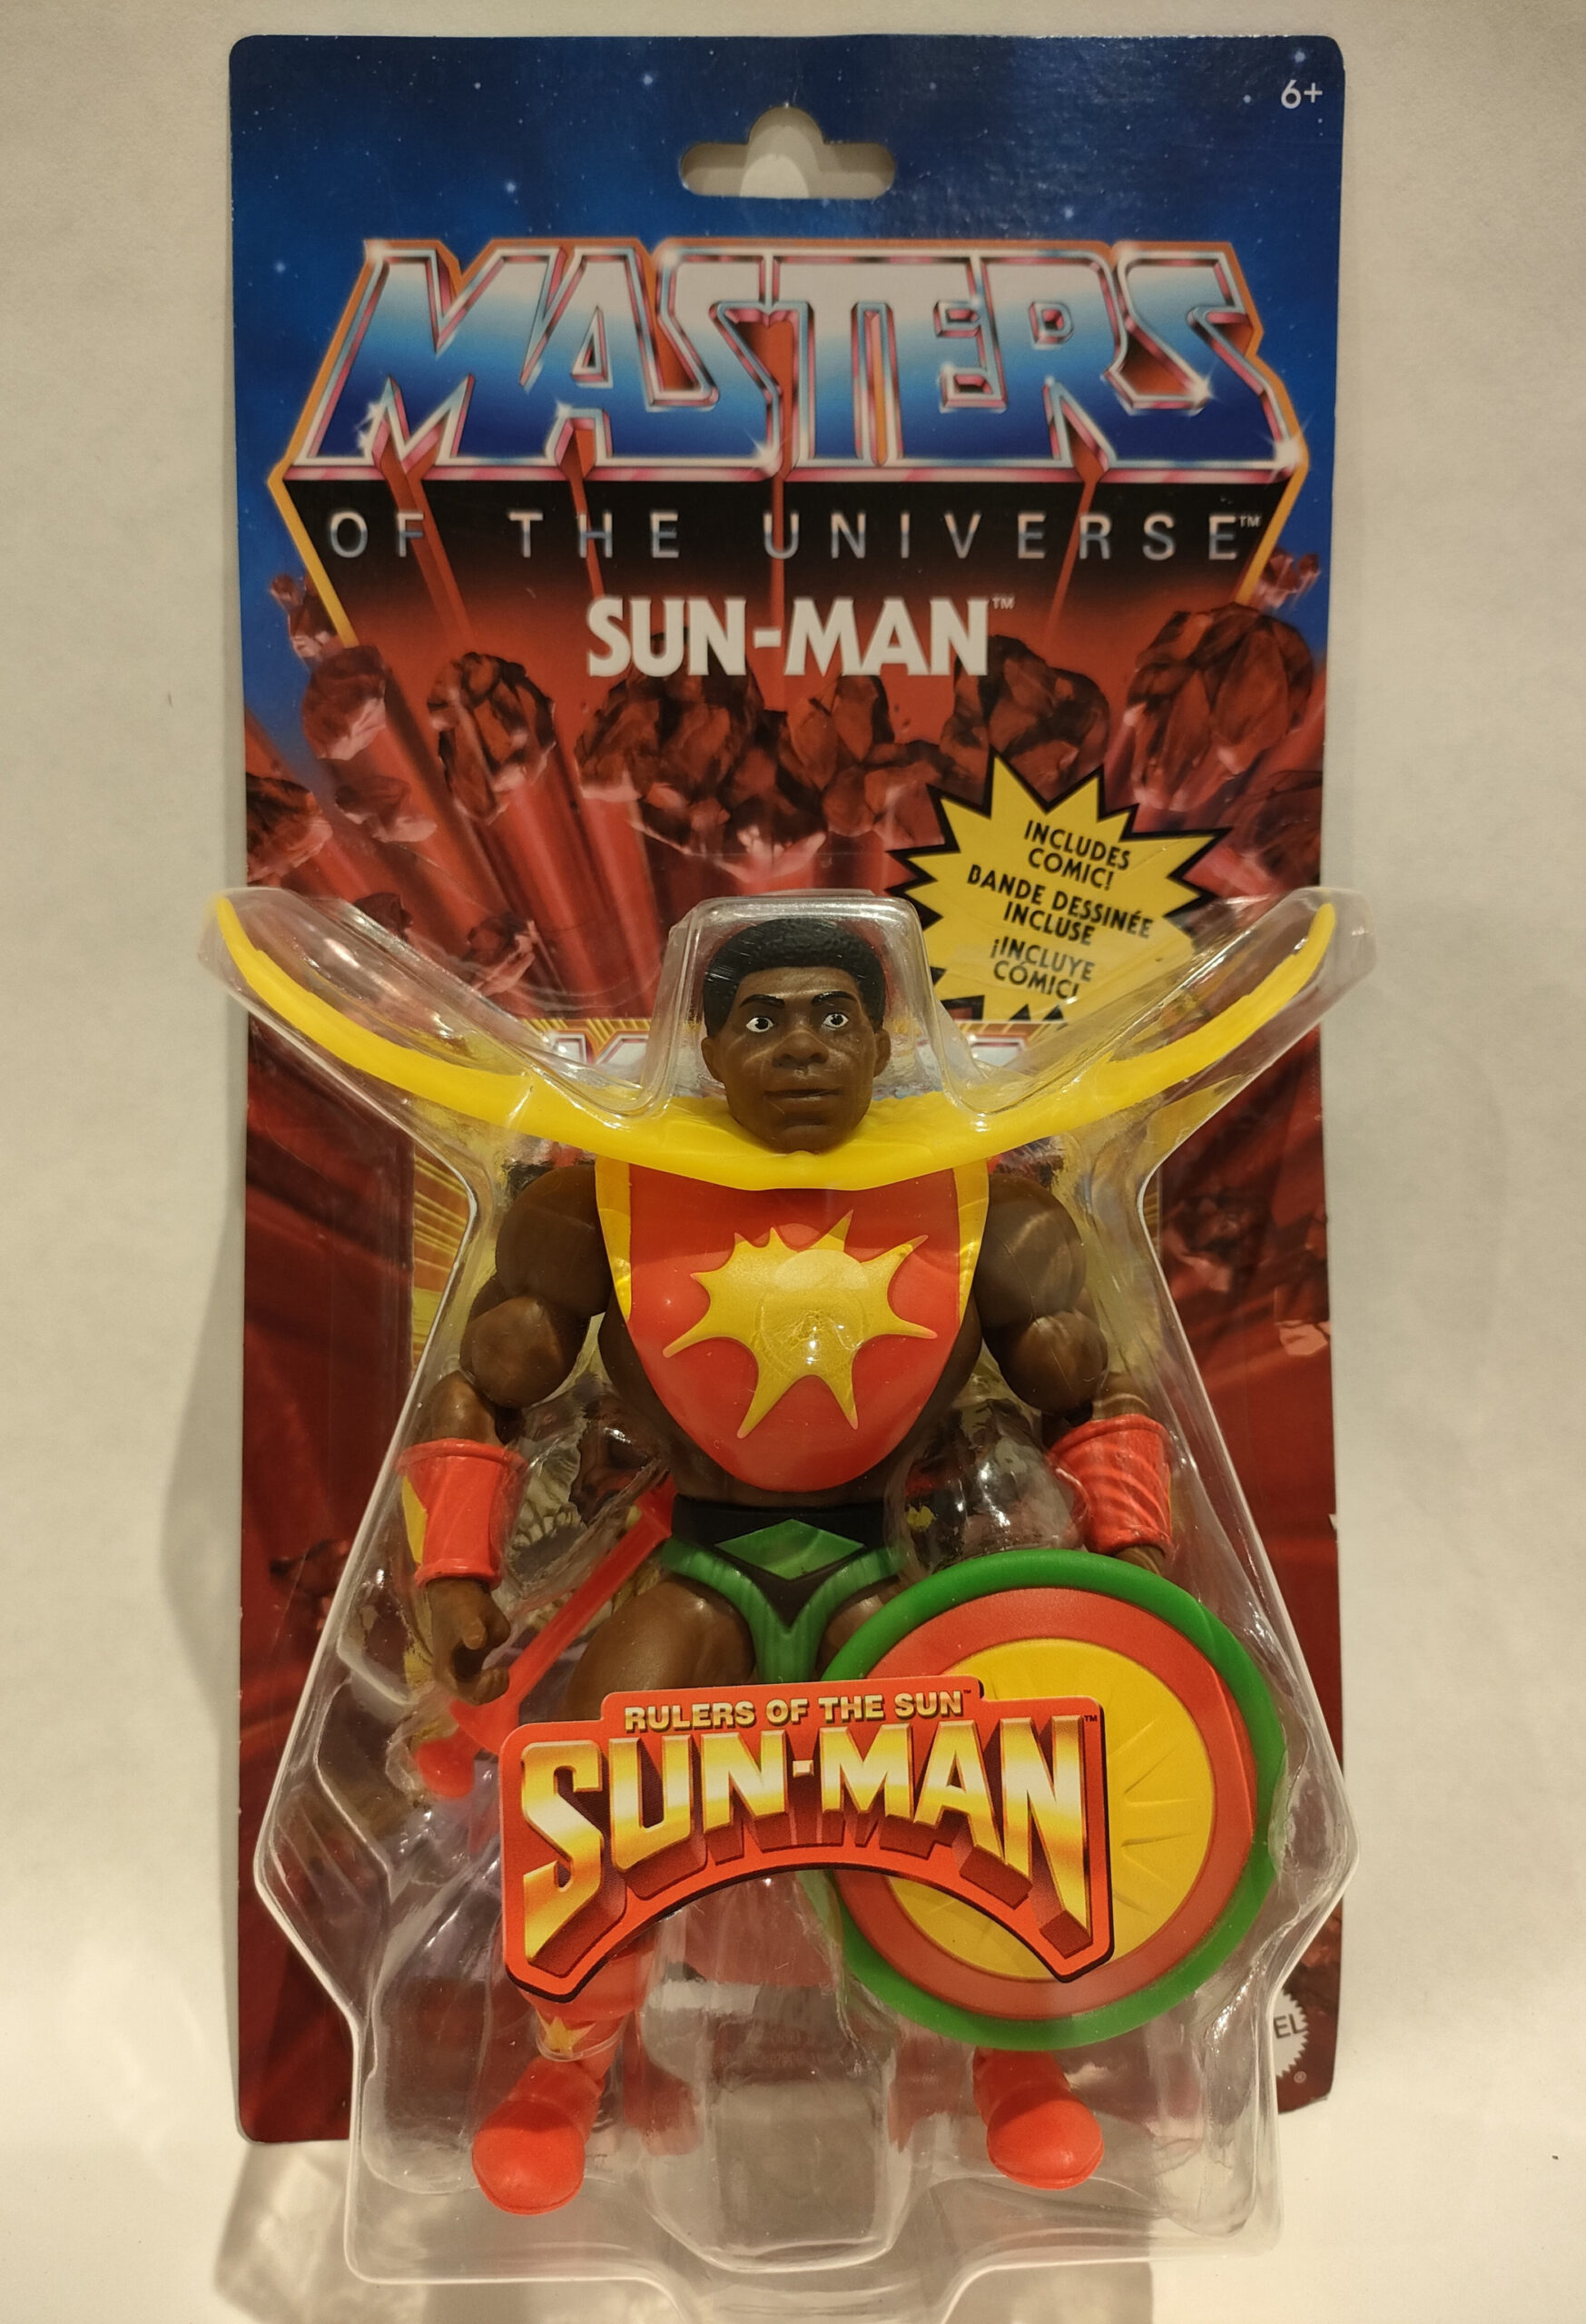 6+
MASTERS
OF THE UNIVERSE™
SUN-MAN™
INCLUDES
COMIC!
BANDE DESSINÉE
INCLUSE
¡INCLUYE
CÓMIC!
RULERS OF THE SUN™
SUN-MAN™
EL
®